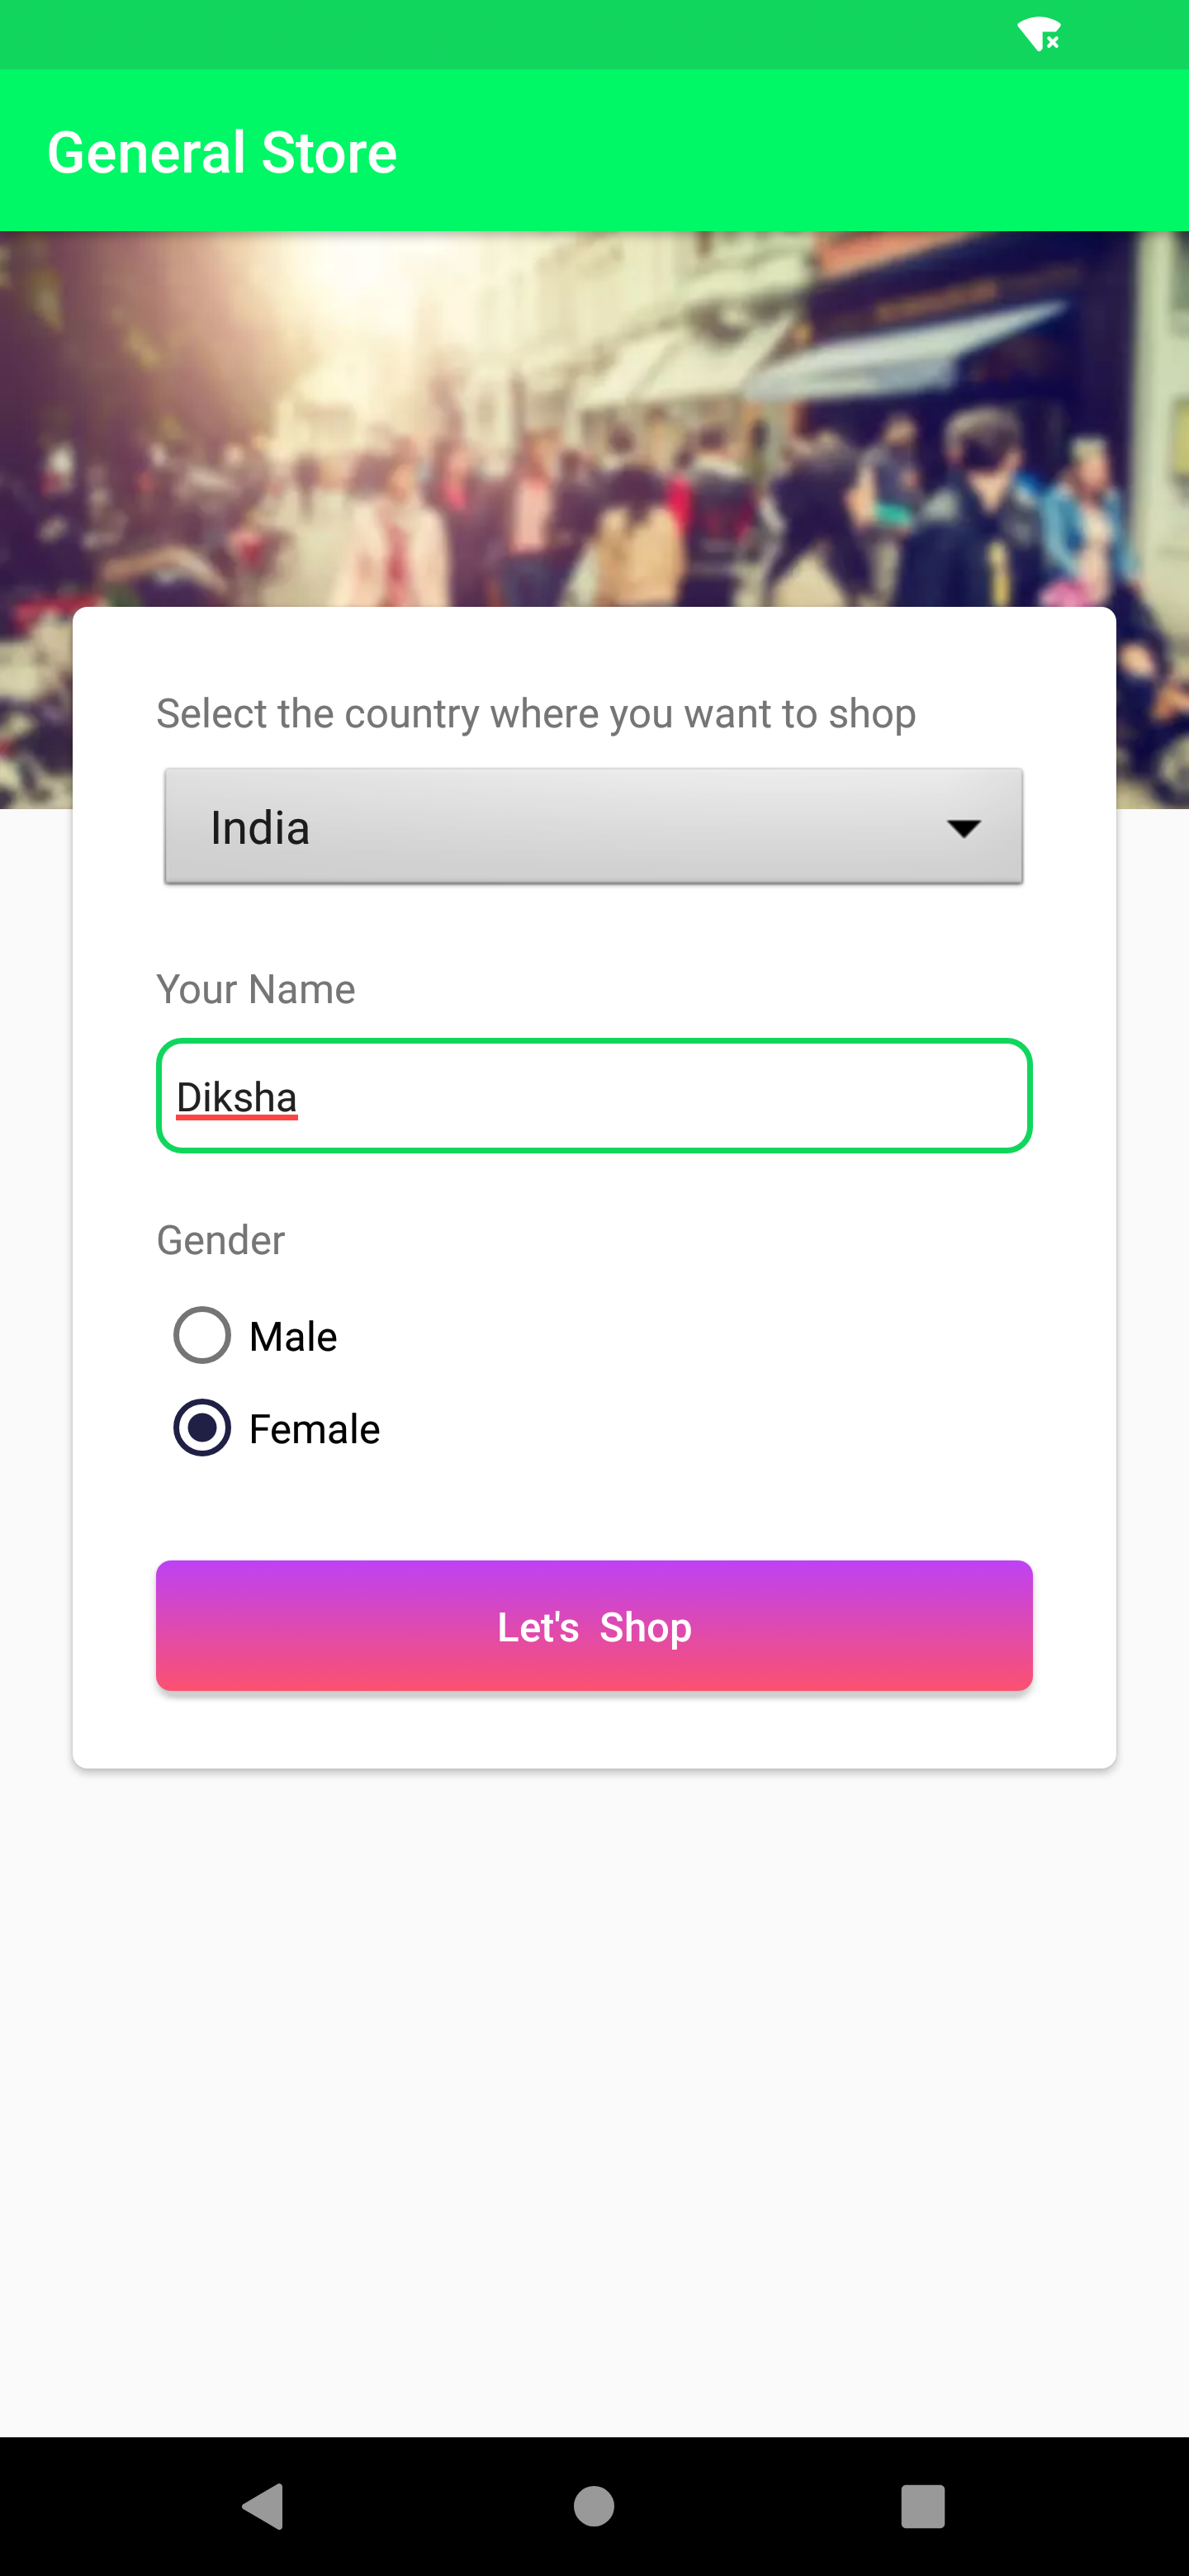 General Store
Select the country where you want to shop
India
Your Name
Diksha
Gender
Male
Female
Let's  Shop